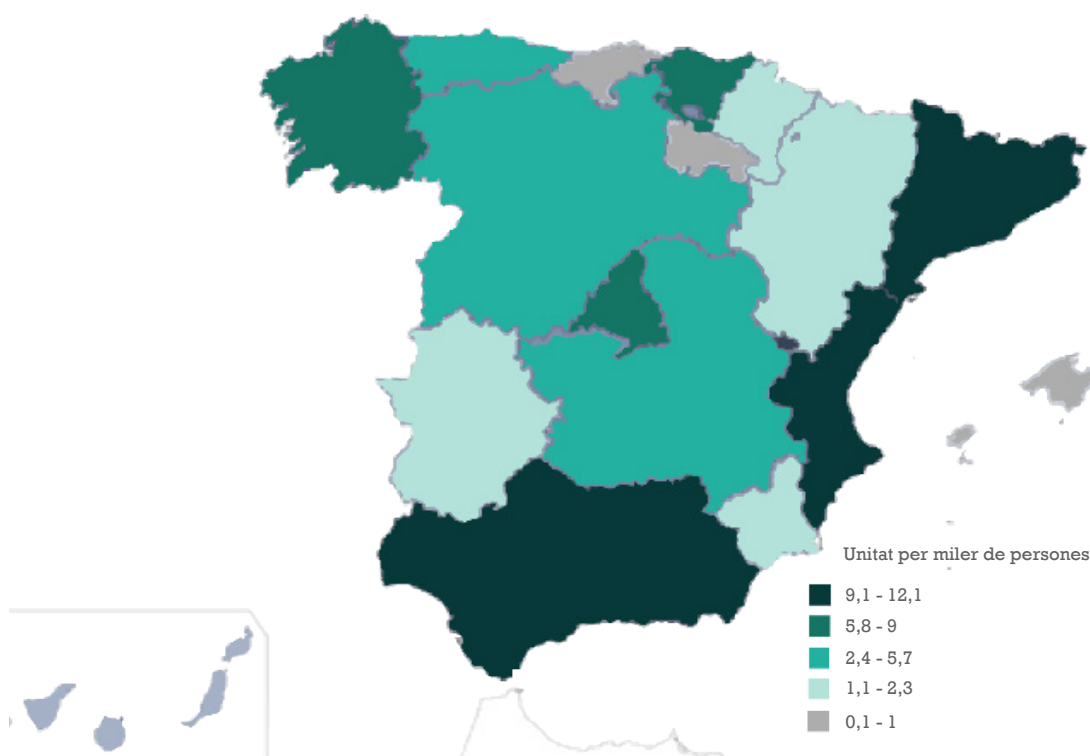 Unitat per miler de persones
9,1 - 12,1
5,8 - 9
2,4 - 5,7
1,1 - 2,3
0,1 - 1